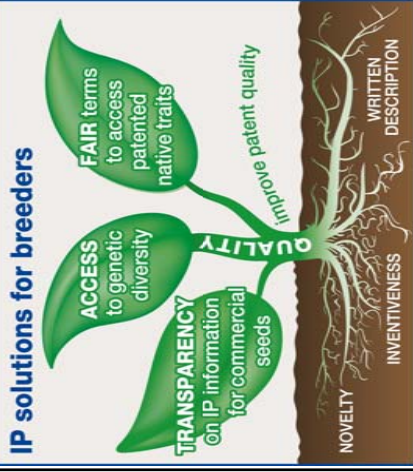 IP solutions for breeders
TRANSPARENCY
on IP information
for commercial
seeds
ACCESS
to genetic
diversity
FAIR terms
to access
patented
native traits
QUALITY
improve patent quality
NOVELTY
INVENTIVENESS
WRITTEN
DESCRIPTION